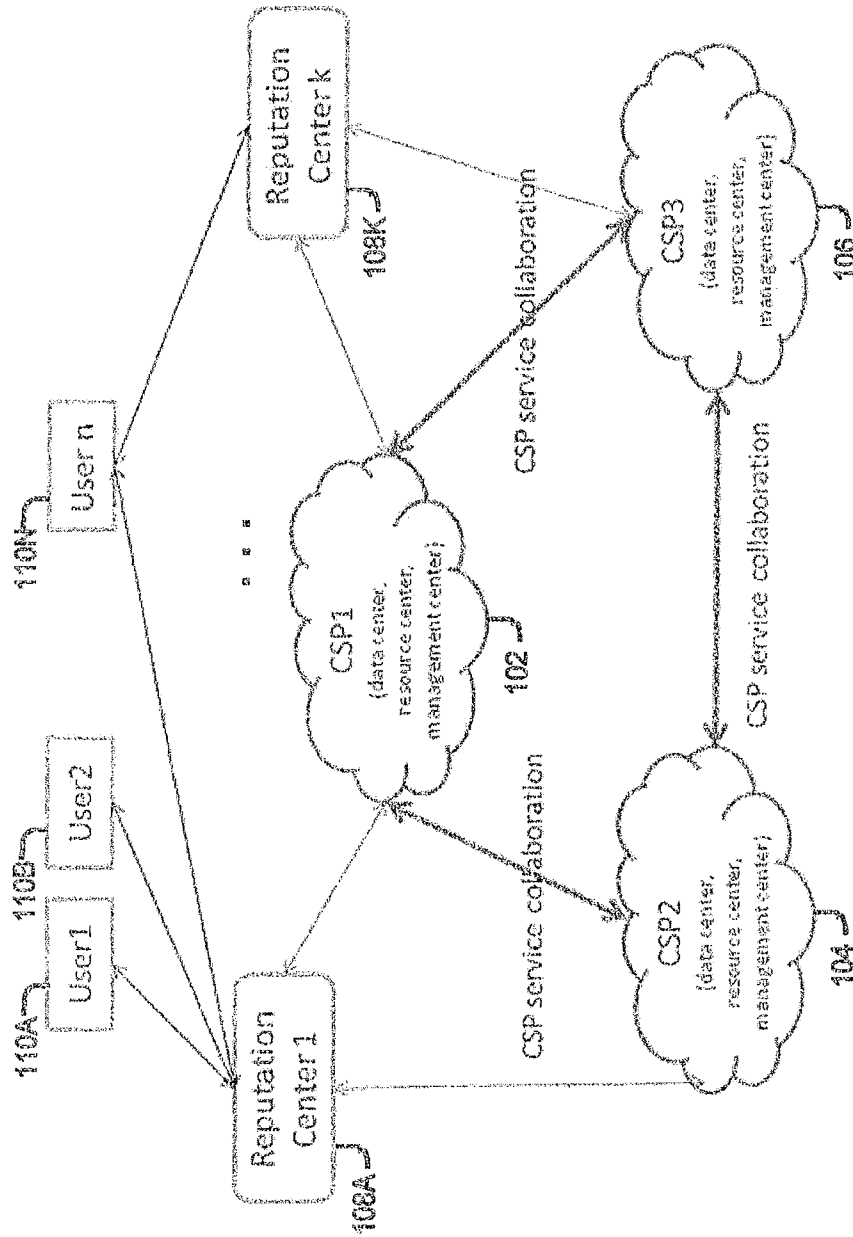 110A
User1
110B
User2
110N
User n
Reputation
Center 1
108A
Reputation
Center k
108K
CSP1
(data center,
resource center,
management center)
102
CSP service collaboration
CSP service collaboration
CSP2
(data center,
resource center,
management center)
104
CSP service collaboration
CSP3
(date center,
resource center,
management center)
106